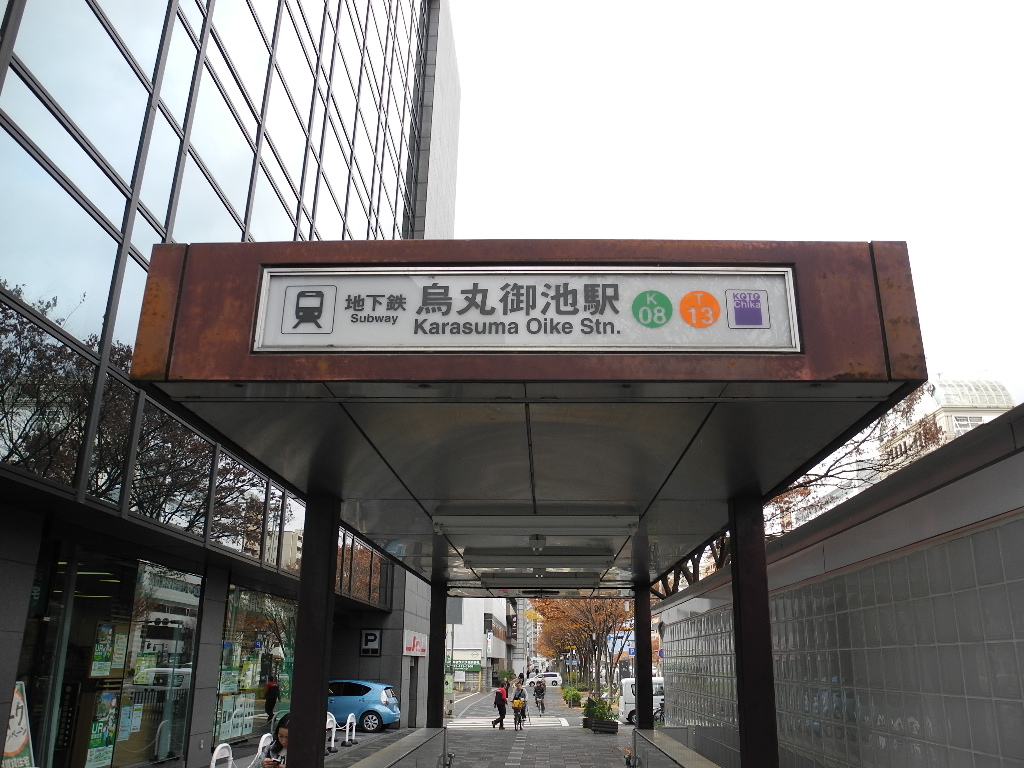 地下鉄
Subway
烏丸御池駅
Karasuma Oike Stn.
K
08
T
13
KOTO
Chika
P